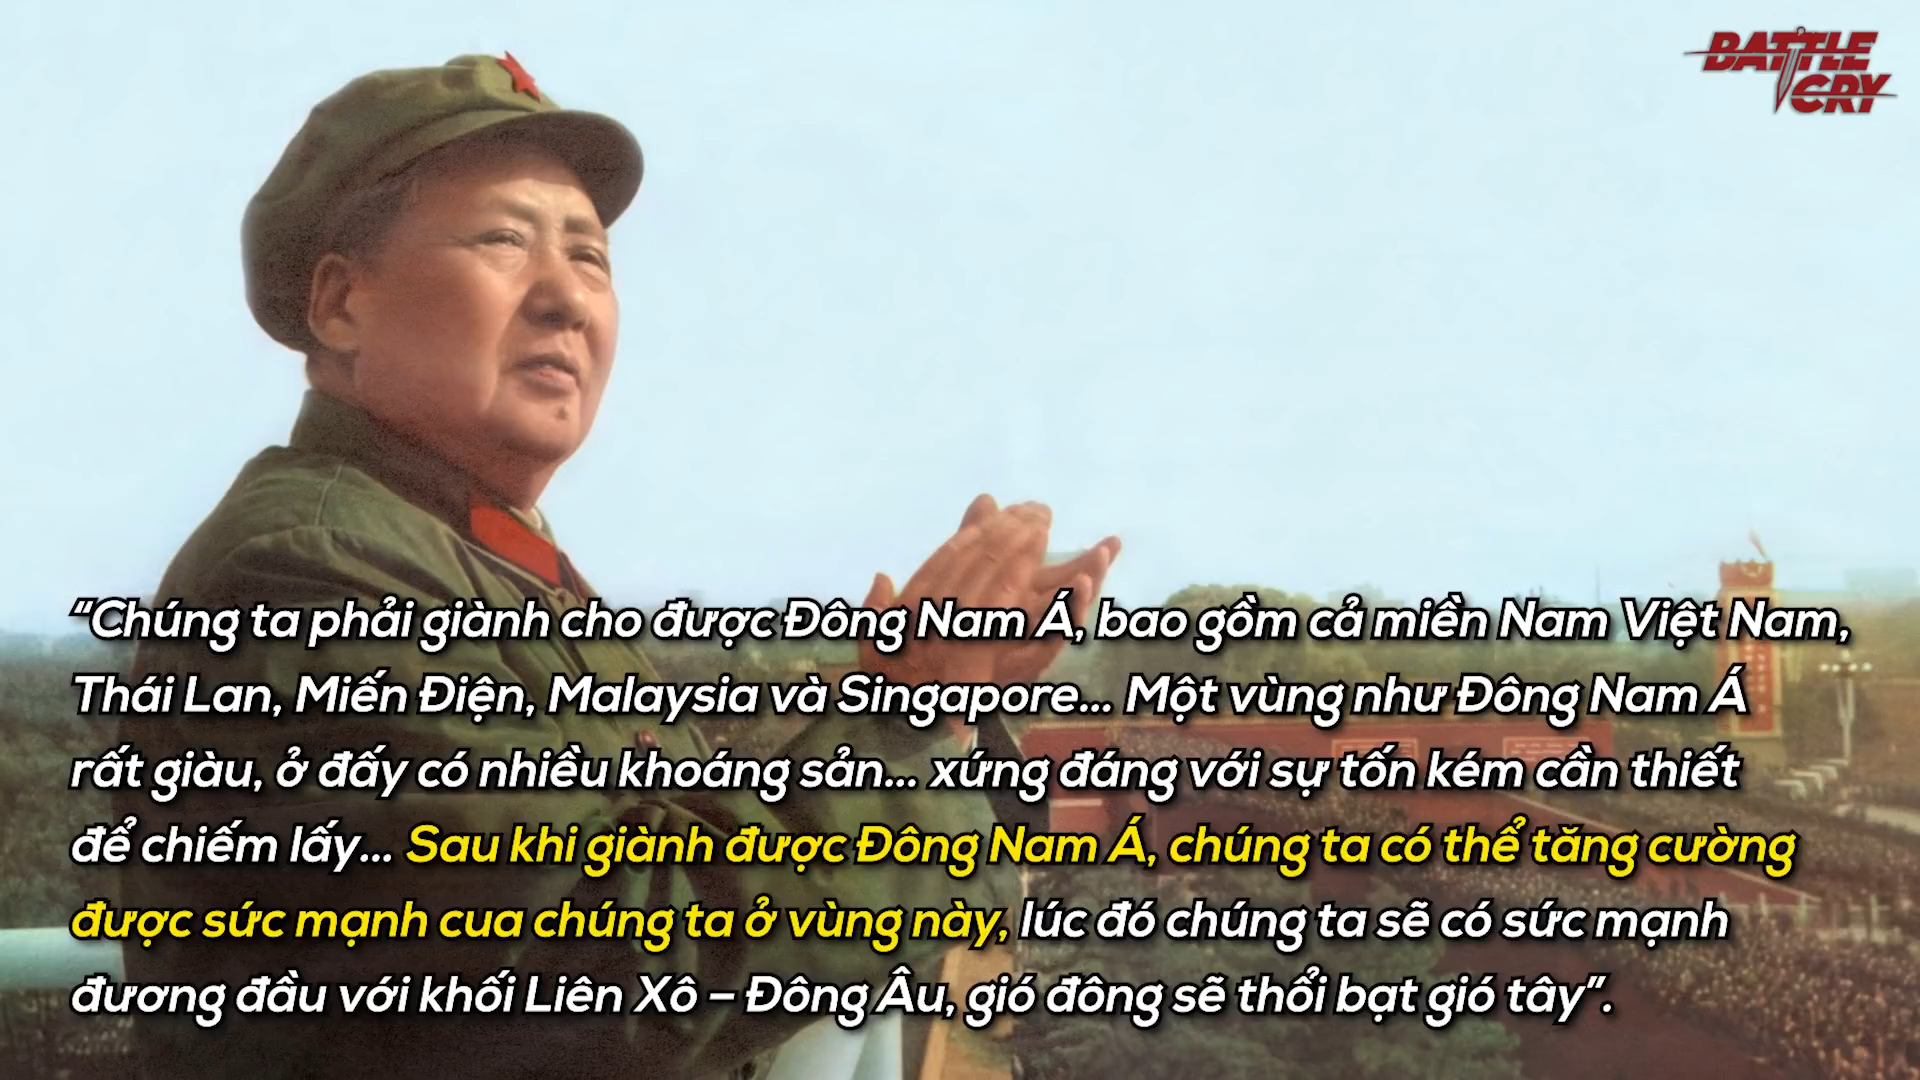 BATTLE
CRY
“Chúng ta phải giành cho được Đông Nam Á, bao gồm cả miền Nam Việt Nam,
Thái Lan, Miến Điện, Malaysia và Singapore... Một vùng như Đông Nam Á
rất giàu, ở đấy có nhiều khoáng sản... xứng đáng với sự tốn kém cần thiết
để chiếm lấy... Sau khi giành được Đông Nam Á, chúng ta có thể tăng cường
được sức mạnh cua chúng ta ở vùng này, lúc đó chúng ta sẽ có sức mạnh
đương đầu với khối Liên Xô – Đông Âu, gió đông sẽ thổi bạt gió tây”.